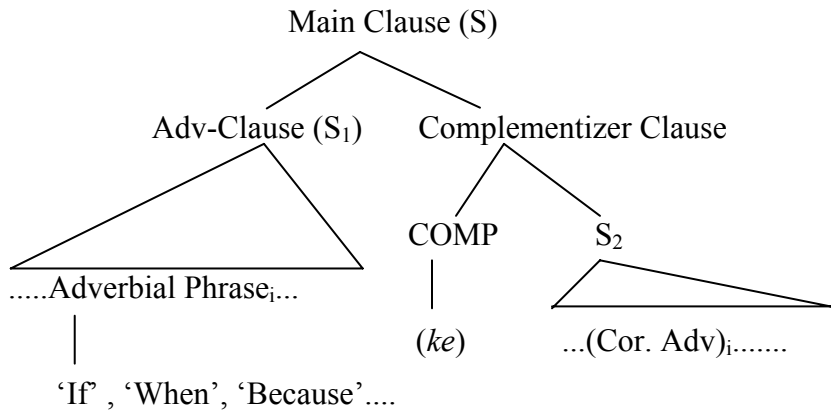 Main Clause (S)
Adv-Clause (S₁) Complementizer Clause
COMP S₂
.....Adverbial Phraseᵢ...
(ke) ...(Cor. Adv)ᵢ.......
‘If’ , ‘When’, ‘Because’....